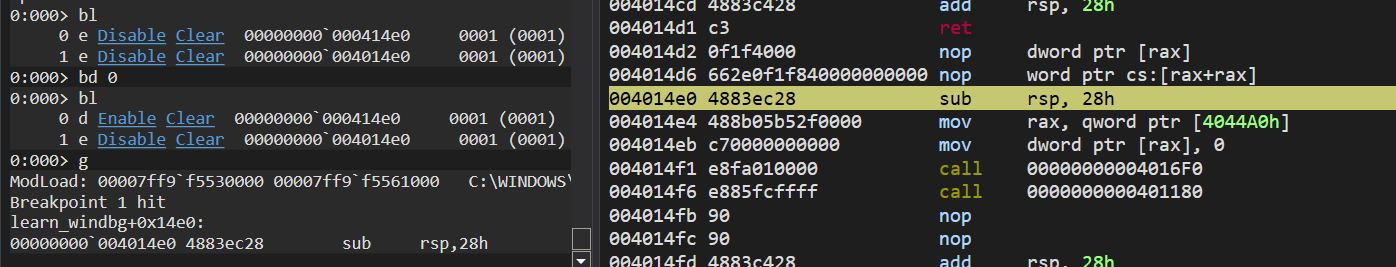 0:000> bl
0 e Disable Clear 00000000`000414e0 0001 (0001)
1 e Disable Clear 00000000`000414e0 0001 (0001)
0:000> bd 0
0:000> bl
0 d Enable Clear 00000000`000414e0 0001 (0001)
1 e Disable Clear 00000000`000414e0 0001 (0001)
0:000> g
ModLoad: 00007ff9`f5530000 00007ff9`f5561000 C:\WINDOWS\
Breakpoint 1 hit
learn_windbg+0x14e0:
00000000`004014e0 4883ec28 sub rsp,28h
004014cd 4883c428 add rsp, 28h
004014d1 c3 ret
004014d2 0f1f4000 nop dword ptr [rax]
004014d6 662e0f1f840000000000 nop word ptr cs:[rax+rax]
004014e0 4883ec28 sub rsp, 28h
004014e4 488b05b52f0000 mov rax, qword ptr [4044A0h]
004014eb c70000000000 mov dword ptr [rax], 0
004014f1 e8fa010000 call 00000000004016F0
004014f6 e885fcffff call 0000000000401180
004014fb 90 nop
004014fc 90 nop
004014fd 4883c428 add rsp, 28h